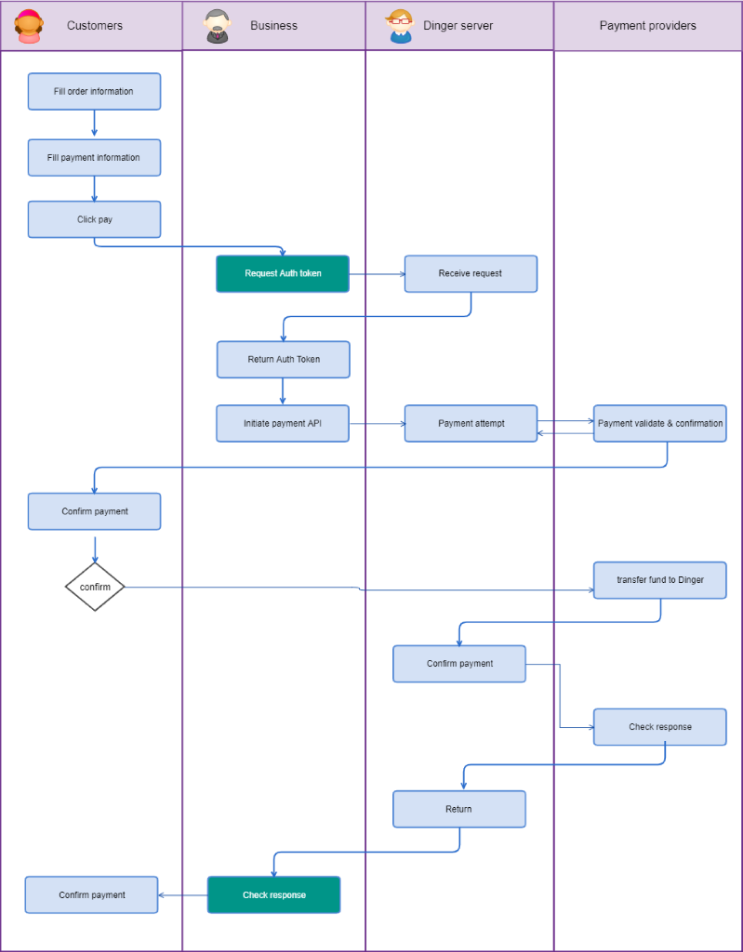 Customers
Business
Dinger server
Payment providers
Fill order information
Fill payment information
Click pay
Request Auth token
Receive request
Return Auth Token
Initiate payment API
Payment attempt
Payment validate & confirmation
Confirm payment
confirm
transfer fund to Dinger
Confirm payment
Check response
Return
Confirm payment
Check response